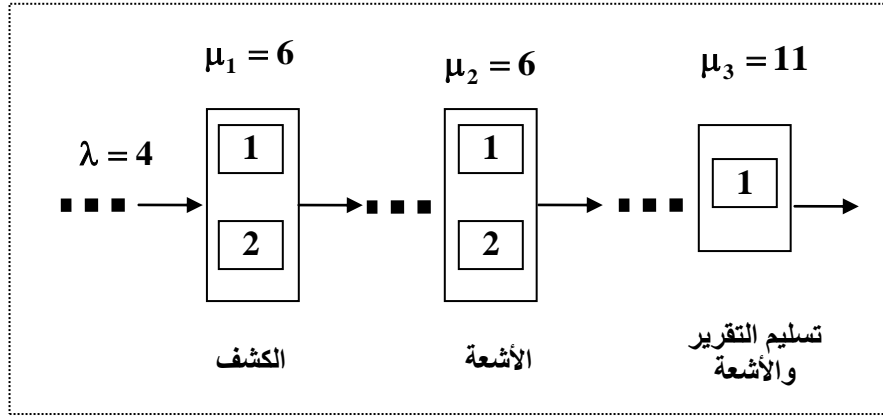 μ₁ = 6
μ₂ = 6
μ₃ = 11
λ = 4
1
2
1
2
1
الكشف
الأشعة
تسليم التقرير
والأشعة